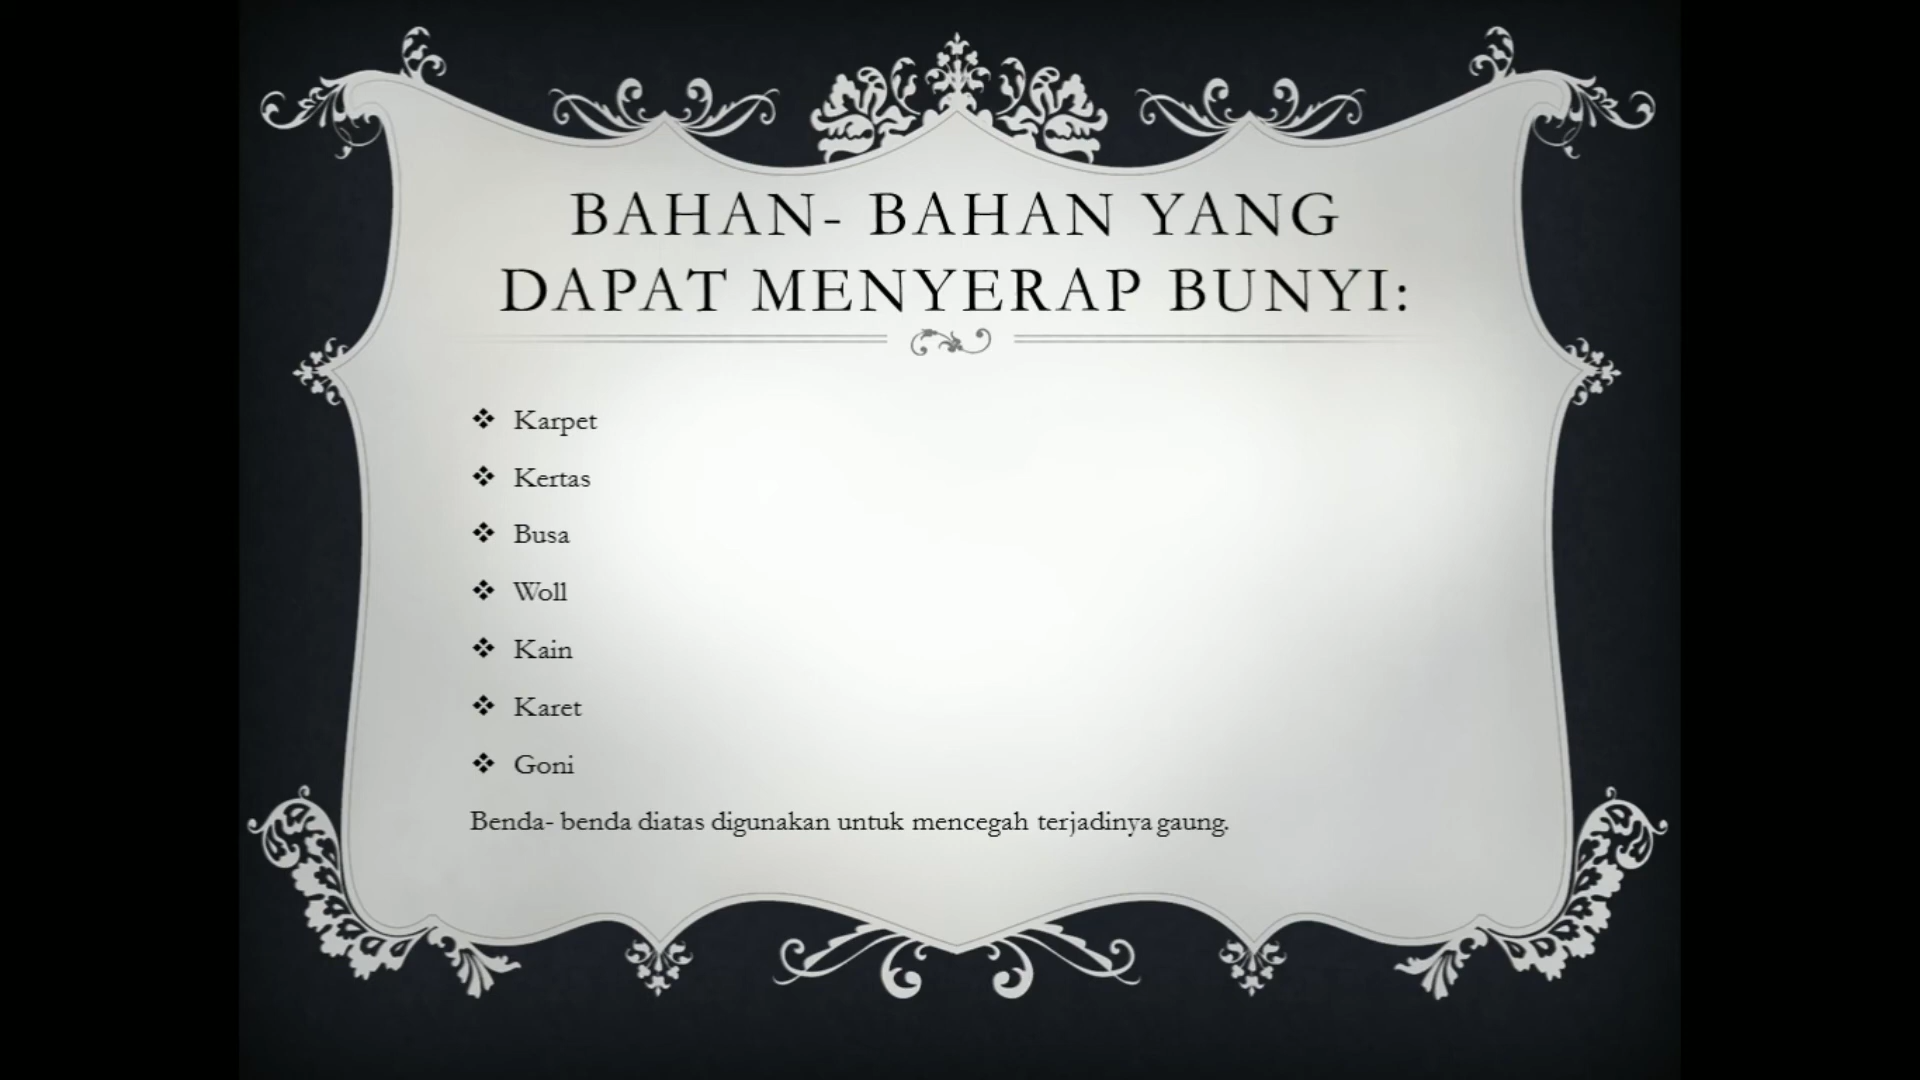 BAHAN- BAHAN YANG
DAPAT MENYERAP BUNYI:
Karpet
Kertas
Busa
Woll
Kain
Karet
Goni
Benda- benda diatas digunakan untuk mencegah terjadinya gaung.